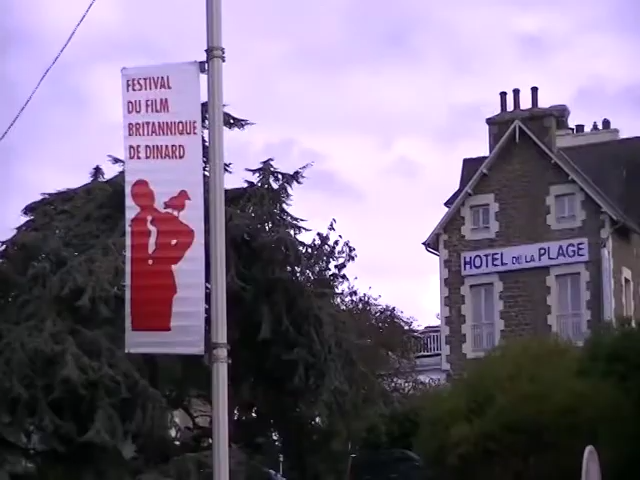 FESTIVAL
DU FILM
BRITANNIQUE
DE DINARD
HOTEL DE LA PLAGE